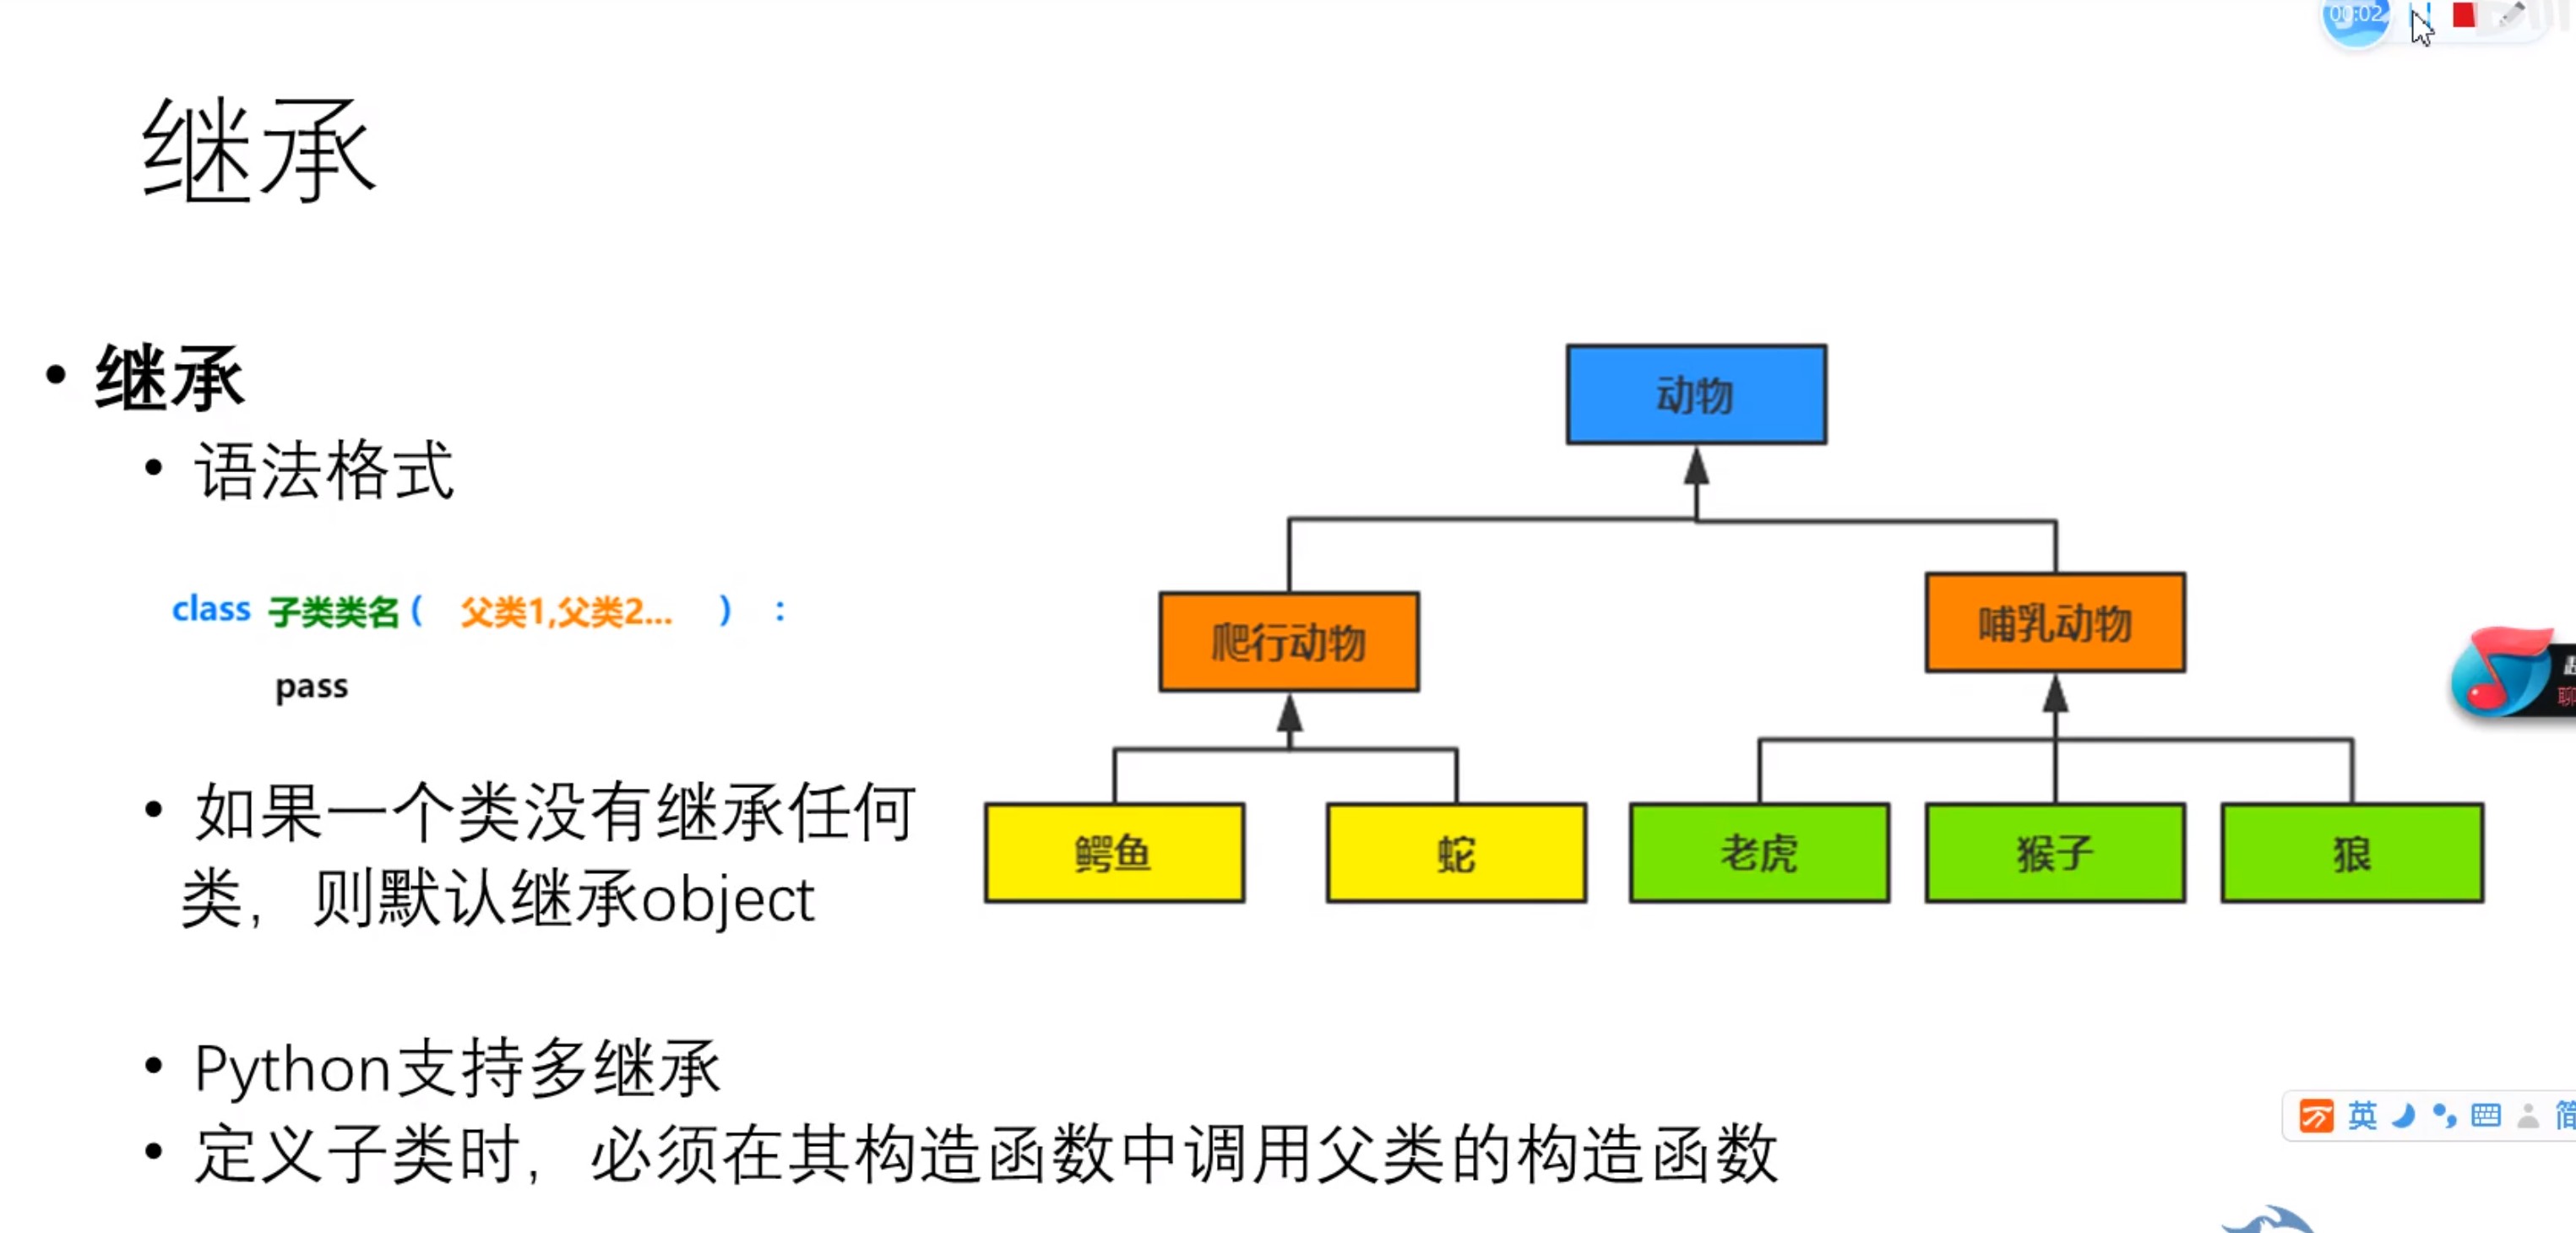 00:02
继承
• 继承
• 语法格式
class 子类类名( 父类1,父类2... ) :
pass
• 如果一个类没有继承任何
类，则默认继承object
• Python支持多继承
• 定义子类时，必须在其构造函数中调用父类的构造函数
动物
爬行动物
哺乳动物
鳄鱼
蛇
老虎
猴子
狼
英
简